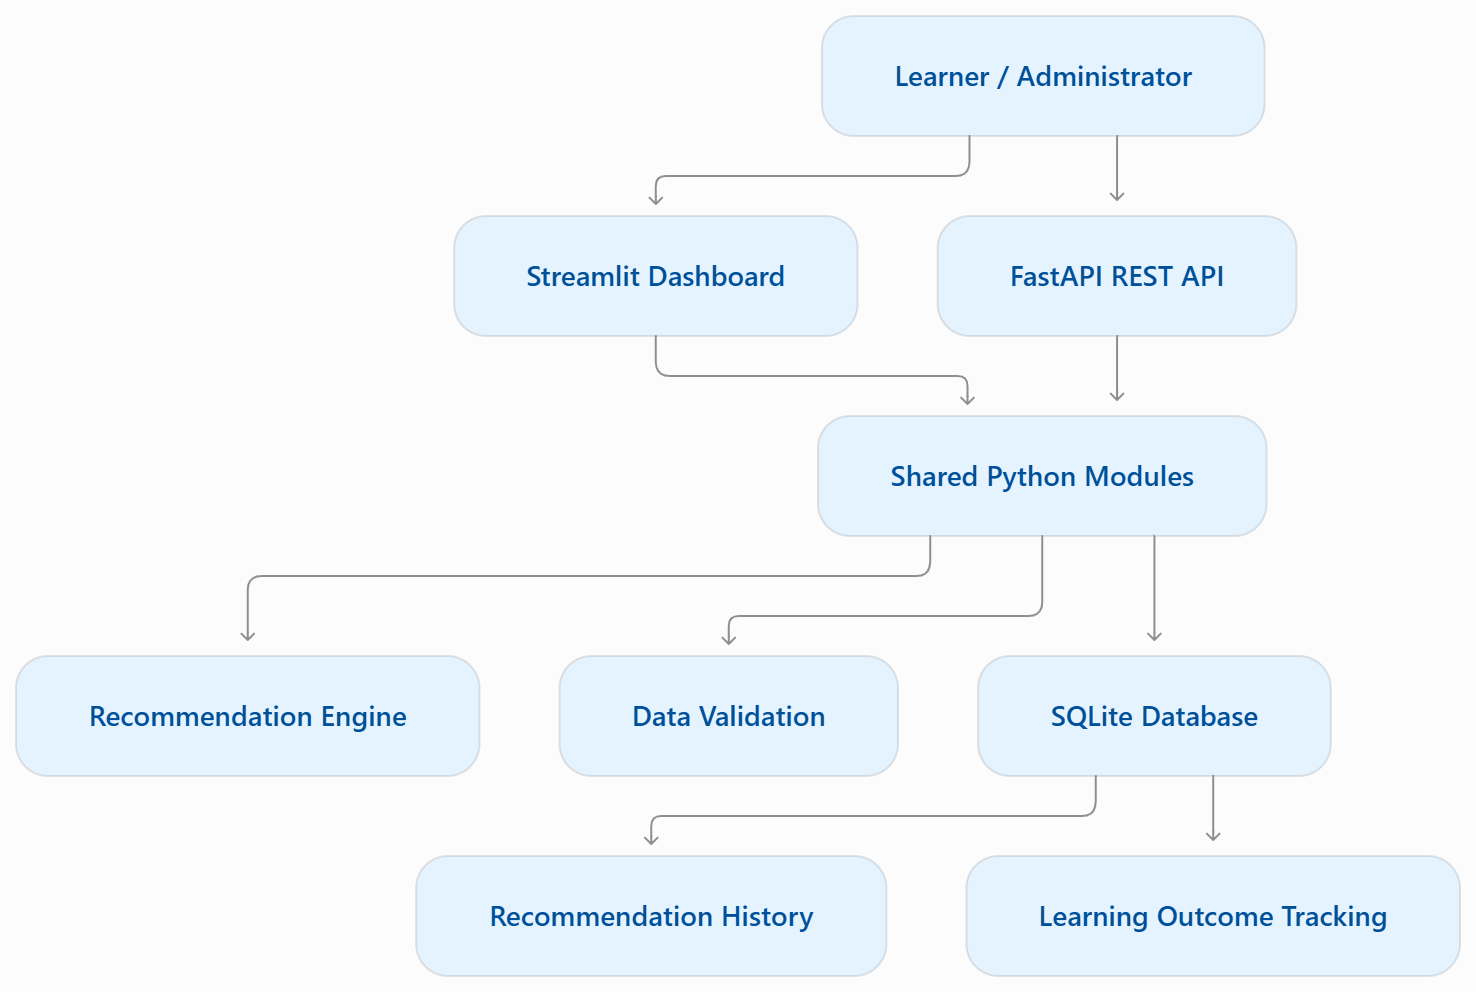 Learner / Administrator
Streamlit Dashboard
FastAPI REST API
Shared Python Modules
Recommendation Engine
Data Validation
SQLite Database
Recommendation History
Learning Outcome Tracking